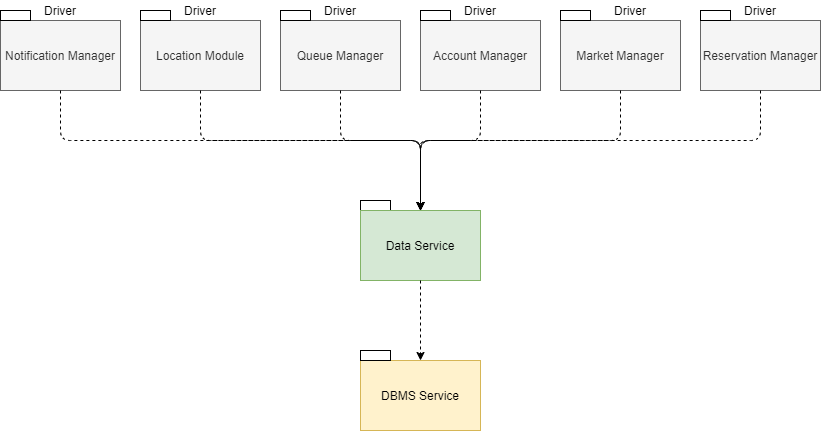 Driver
Driver
Driver
Driver
Driver
Driver
Notification Manager
Location Module
Queue Manager
Account Manager
Market Manager
Reservation Manager
Data Service
DBMS Service